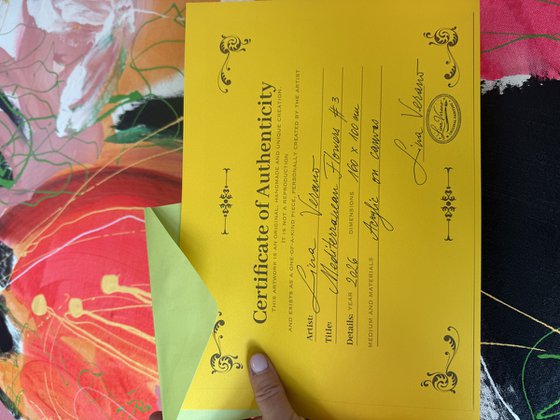 Certificate of Authenticity
THIS ARTWORK IS AN ORIGINAL, HANDMADE AND UNIQUE CREATION.
IT IS NOT A REPRODUCTION
AND EXISTS AS A ONE-OF-A-KIND PIECE, PERSONALLY CREATED BY THE ARTIST
Artist: Lina Verano
Title: Mediterranean Flowers #3
Details: YEAR 2026 DIMENSIONS 160 x 100 mm
MEDIUM AND MATERIALS Acrylic on canvas
Lina Verano